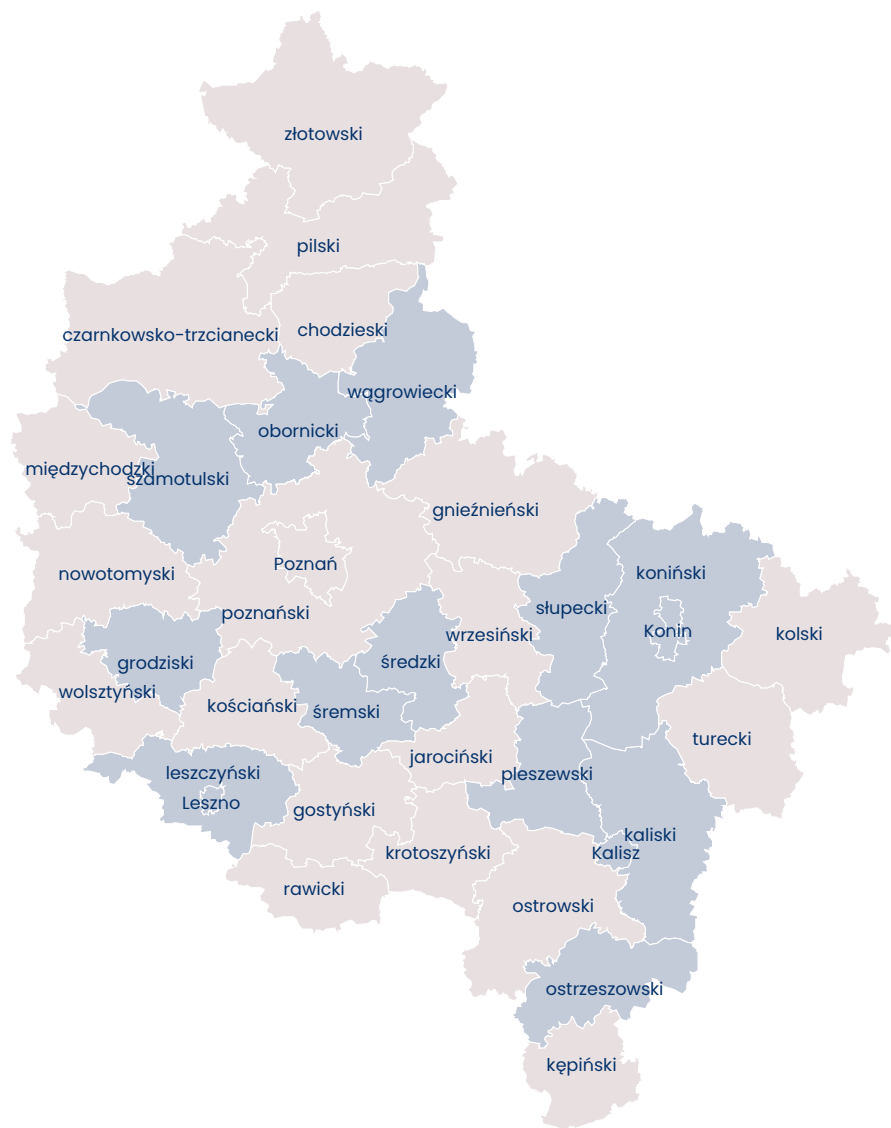 złotowski
pilski
chodzieski
czarnkowsko-trzcianecki
wągrowiecki
obornicki
międzychodzki
szamotulski
gnieźnieński
Poznań
nowotomyski
koniński
słupecki
poznański
Konin
wrzesiński
kolski
średzki
grodziski
wolsztyński
kościański
śremski
turecki
jarociński
leszczyński
pleszewski
Leszno
gostyński
kaliski
krotoszyński
Kalisz
rawicki
ostrowski
ostrzeszowski
kępiński